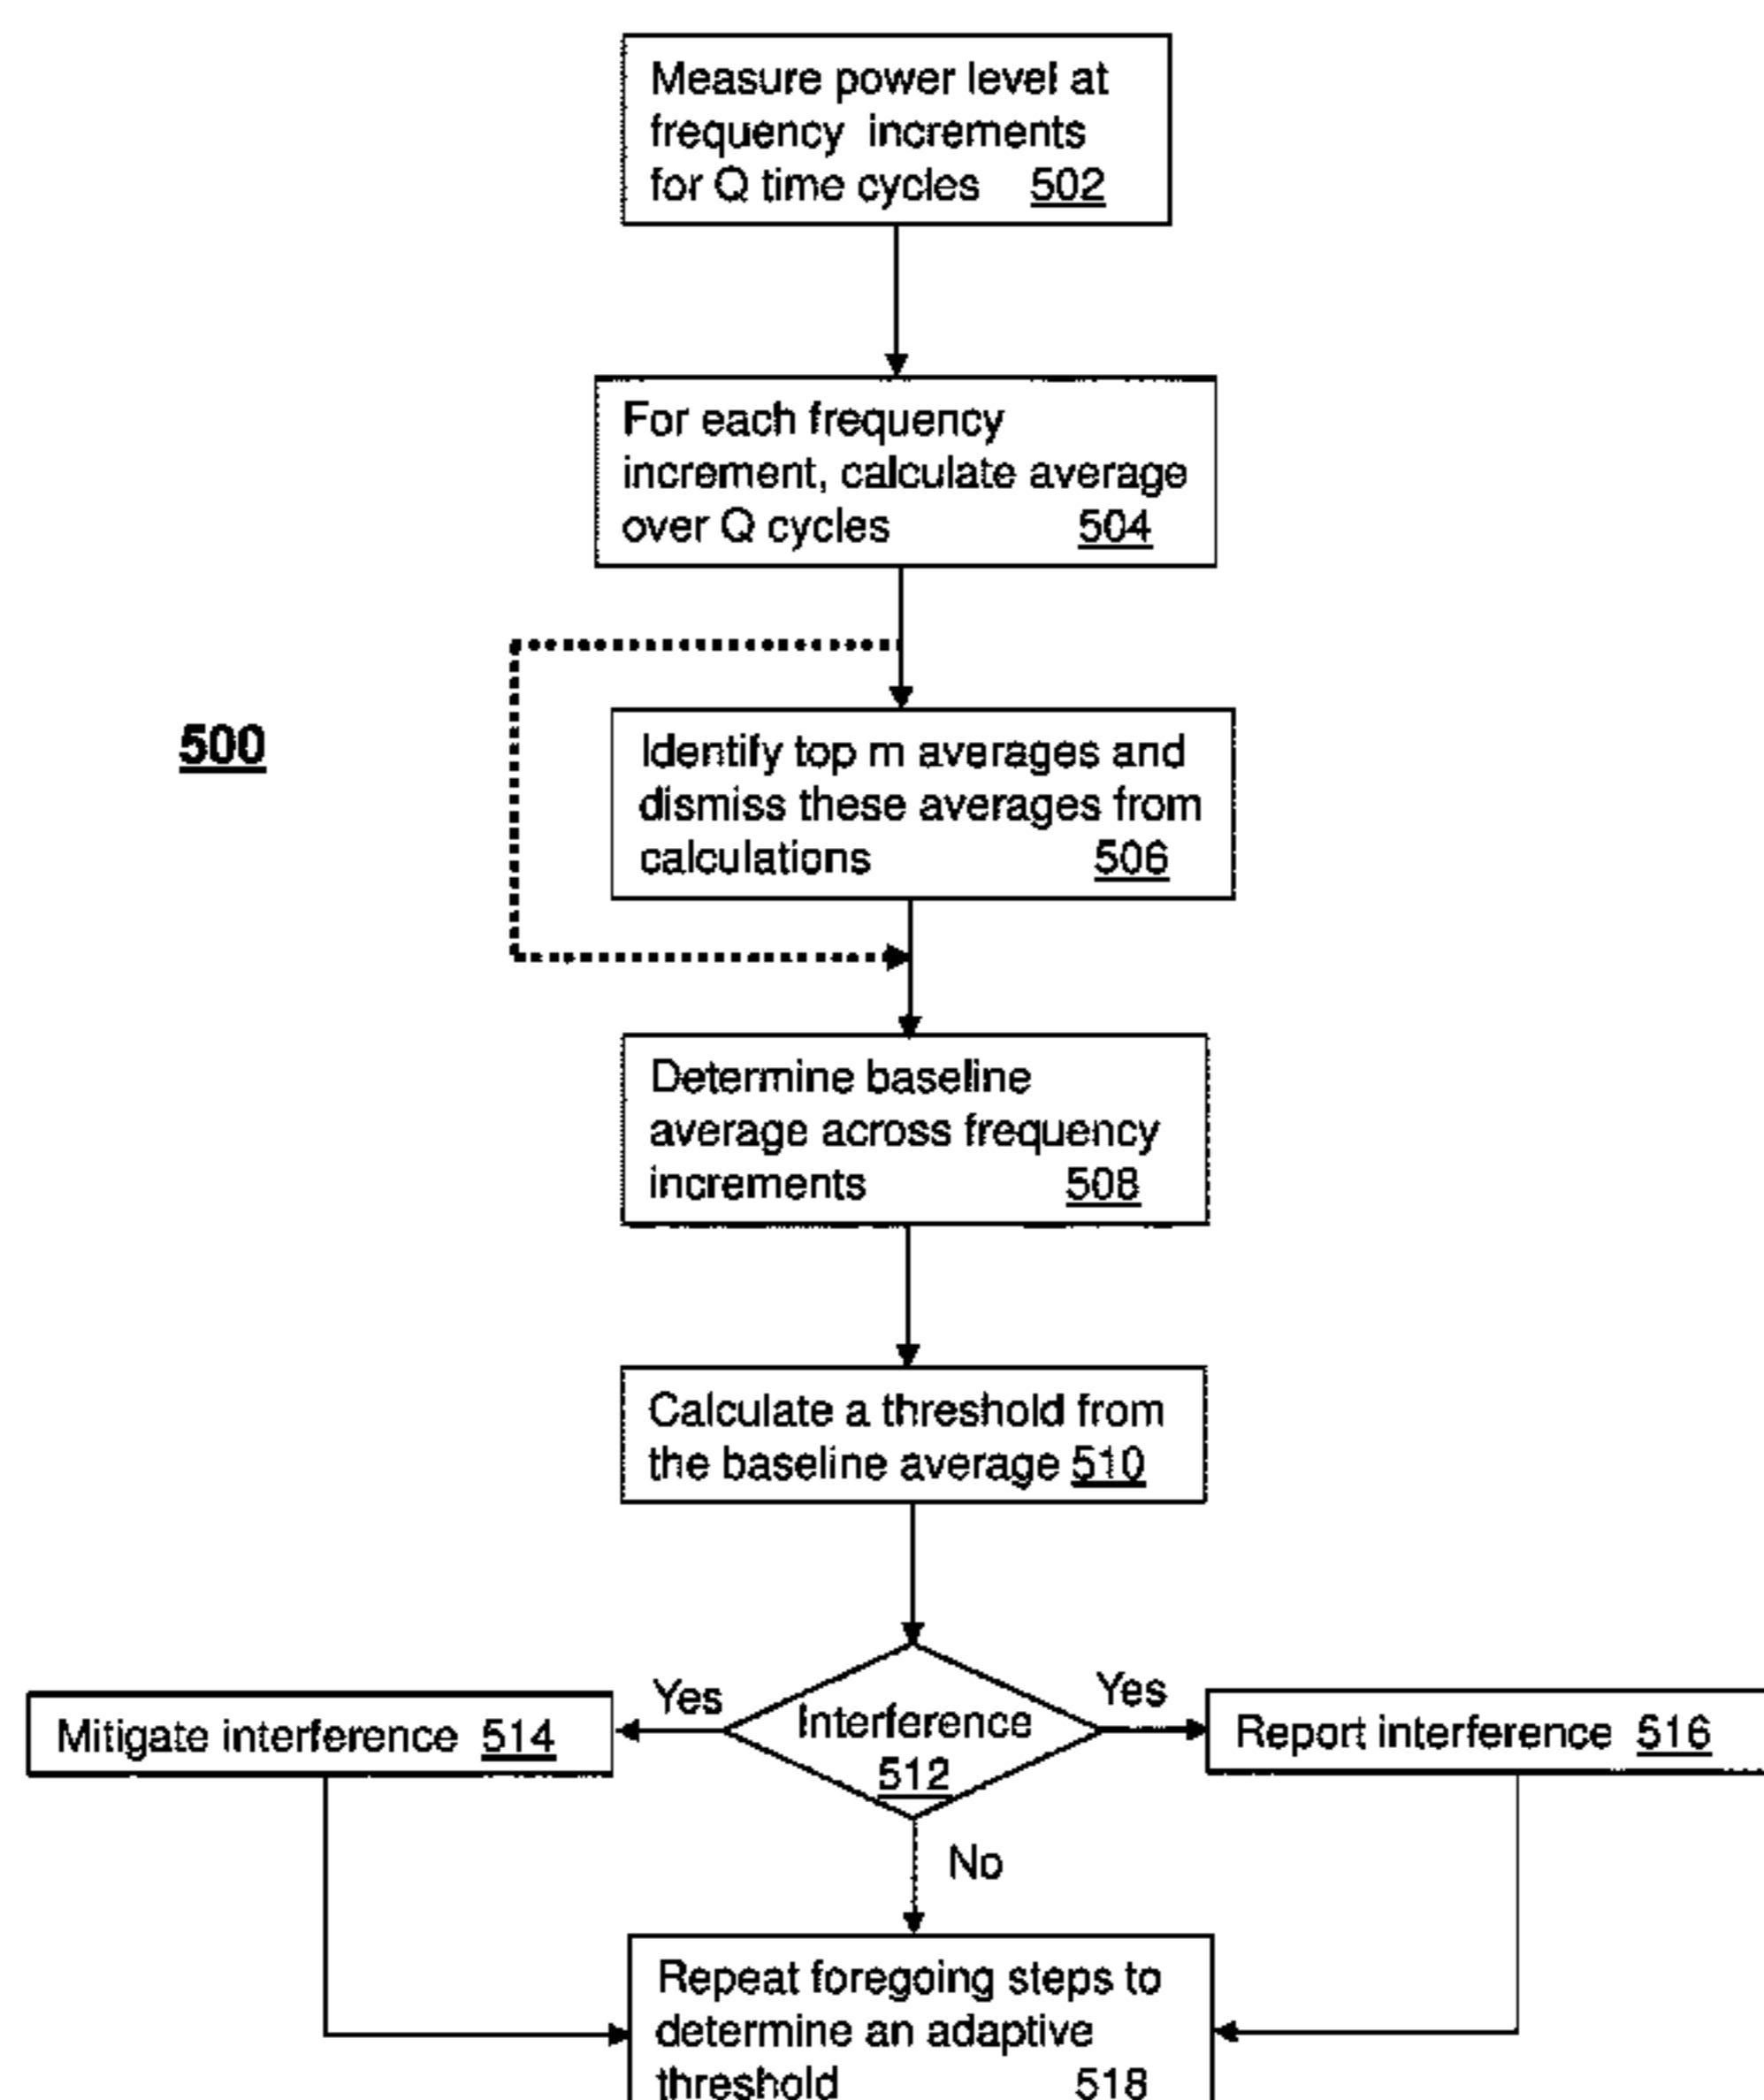 Measure power level at
frequency increments
for Q time cycles 502
For each frequency
increment, calculate average
over Q cycles 504
500
Identify top m averages and
dismiss these averages from
calculations 506
Determine baseline
average across frequency
increments 508
Calculate a threshold from
the baseline average 510
Yes
Yes
Mitigate interference 514
Interference
512
Report interference 516
No
Repeat foregoing steps to
determine an adaptive
threshold 518